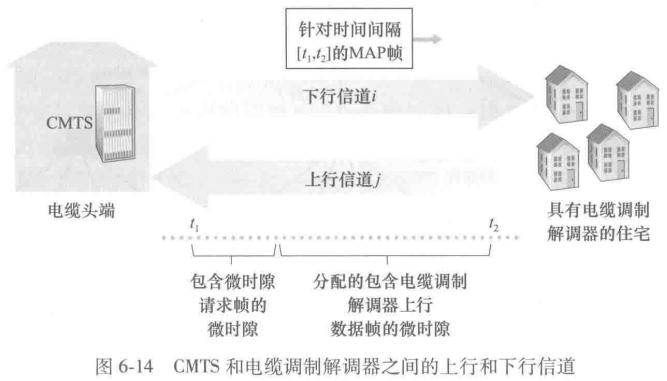 针对时间间隔
[t₁,t₂]的MAP帧
下行信道i
CMTS
上行信道j
电缆头端
具有电缆调制
解调器的住宅
t₁
t₂
包含微时隙
请求帧的
微时隙
分配的包含电缆调制
解调器上行
数据帧的微时隙
图 6-14 CMTS 和电缆调制解调器之间的上行和下行信道